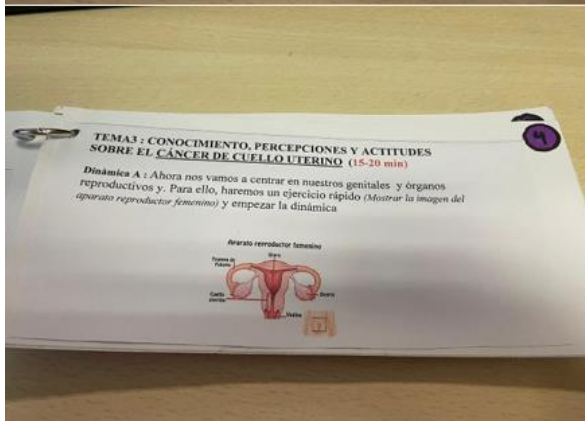 4
TEMA3 : CONOCIMIENTO, PERCEPCIONES Y ACTITUDES
SOBRE EL CÁNCER DE CUELLO UTERINO (15-20 min)
Dinámica A : Ahora nos vamos a centrar en nuestros genitales y órganos
reproductivos y. Para ello, haremos un ejercicio rápido (Mostrar la imagen del
aparato reproductor femenino) y empezar la dinámica
Aparato reproductor femenino
Útero
Trompa de
Falopio
Cuello
uterino
Ovario